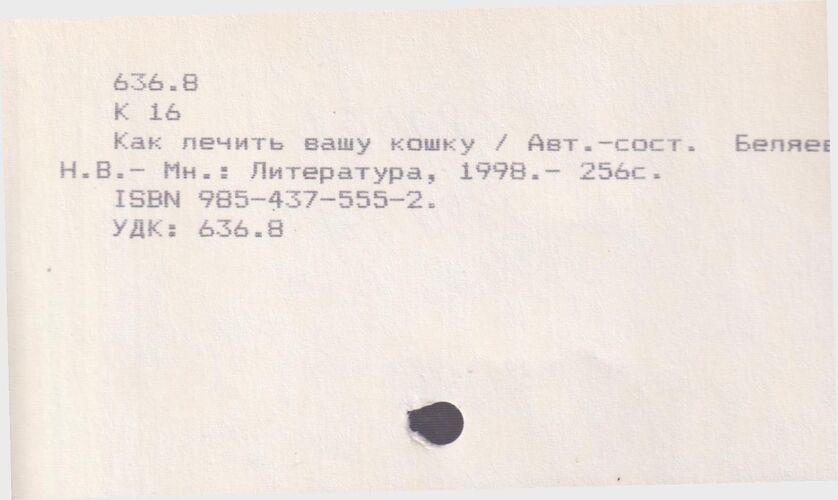 636.8
К 16
Как лечить вашу кошку / Авт.-сост. Беляев
Н.В.- Мн.: Литература, 1998.- 256с.
ISBN 985-437-555-2.
УДК: 636.8